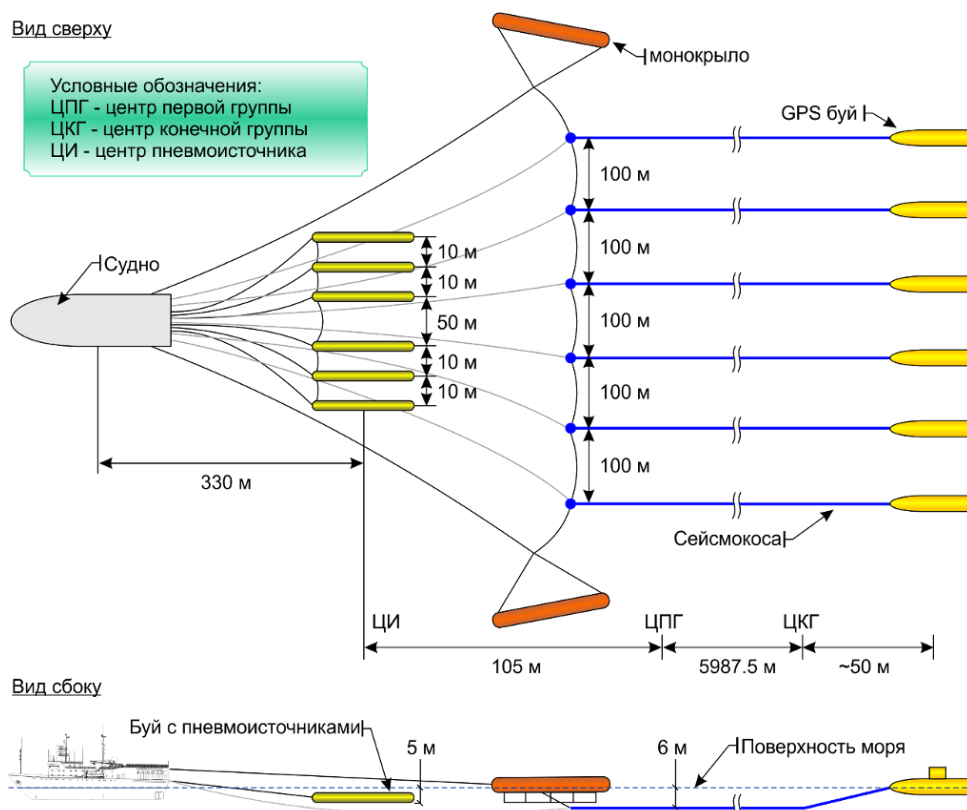 Вид сверху
Условные обозначения:
ЦПГ - центр первой группы
ЦКГ - центр конечной группы
ЦИ - центр пневмоисточника
монокрыло
GPS буй
100 м
100 м
Судно
10 м
10 м
100 м
50 м
100 м
10 м
10 м
100 м
330 м
Сейсмокоса
ЦИ
ЦПГ
ЦКГ
105 м
5987.5 м
~50 м
Вид сбоку
Буй с пневмоисточниками
5 м
6 м
Поверхность моря